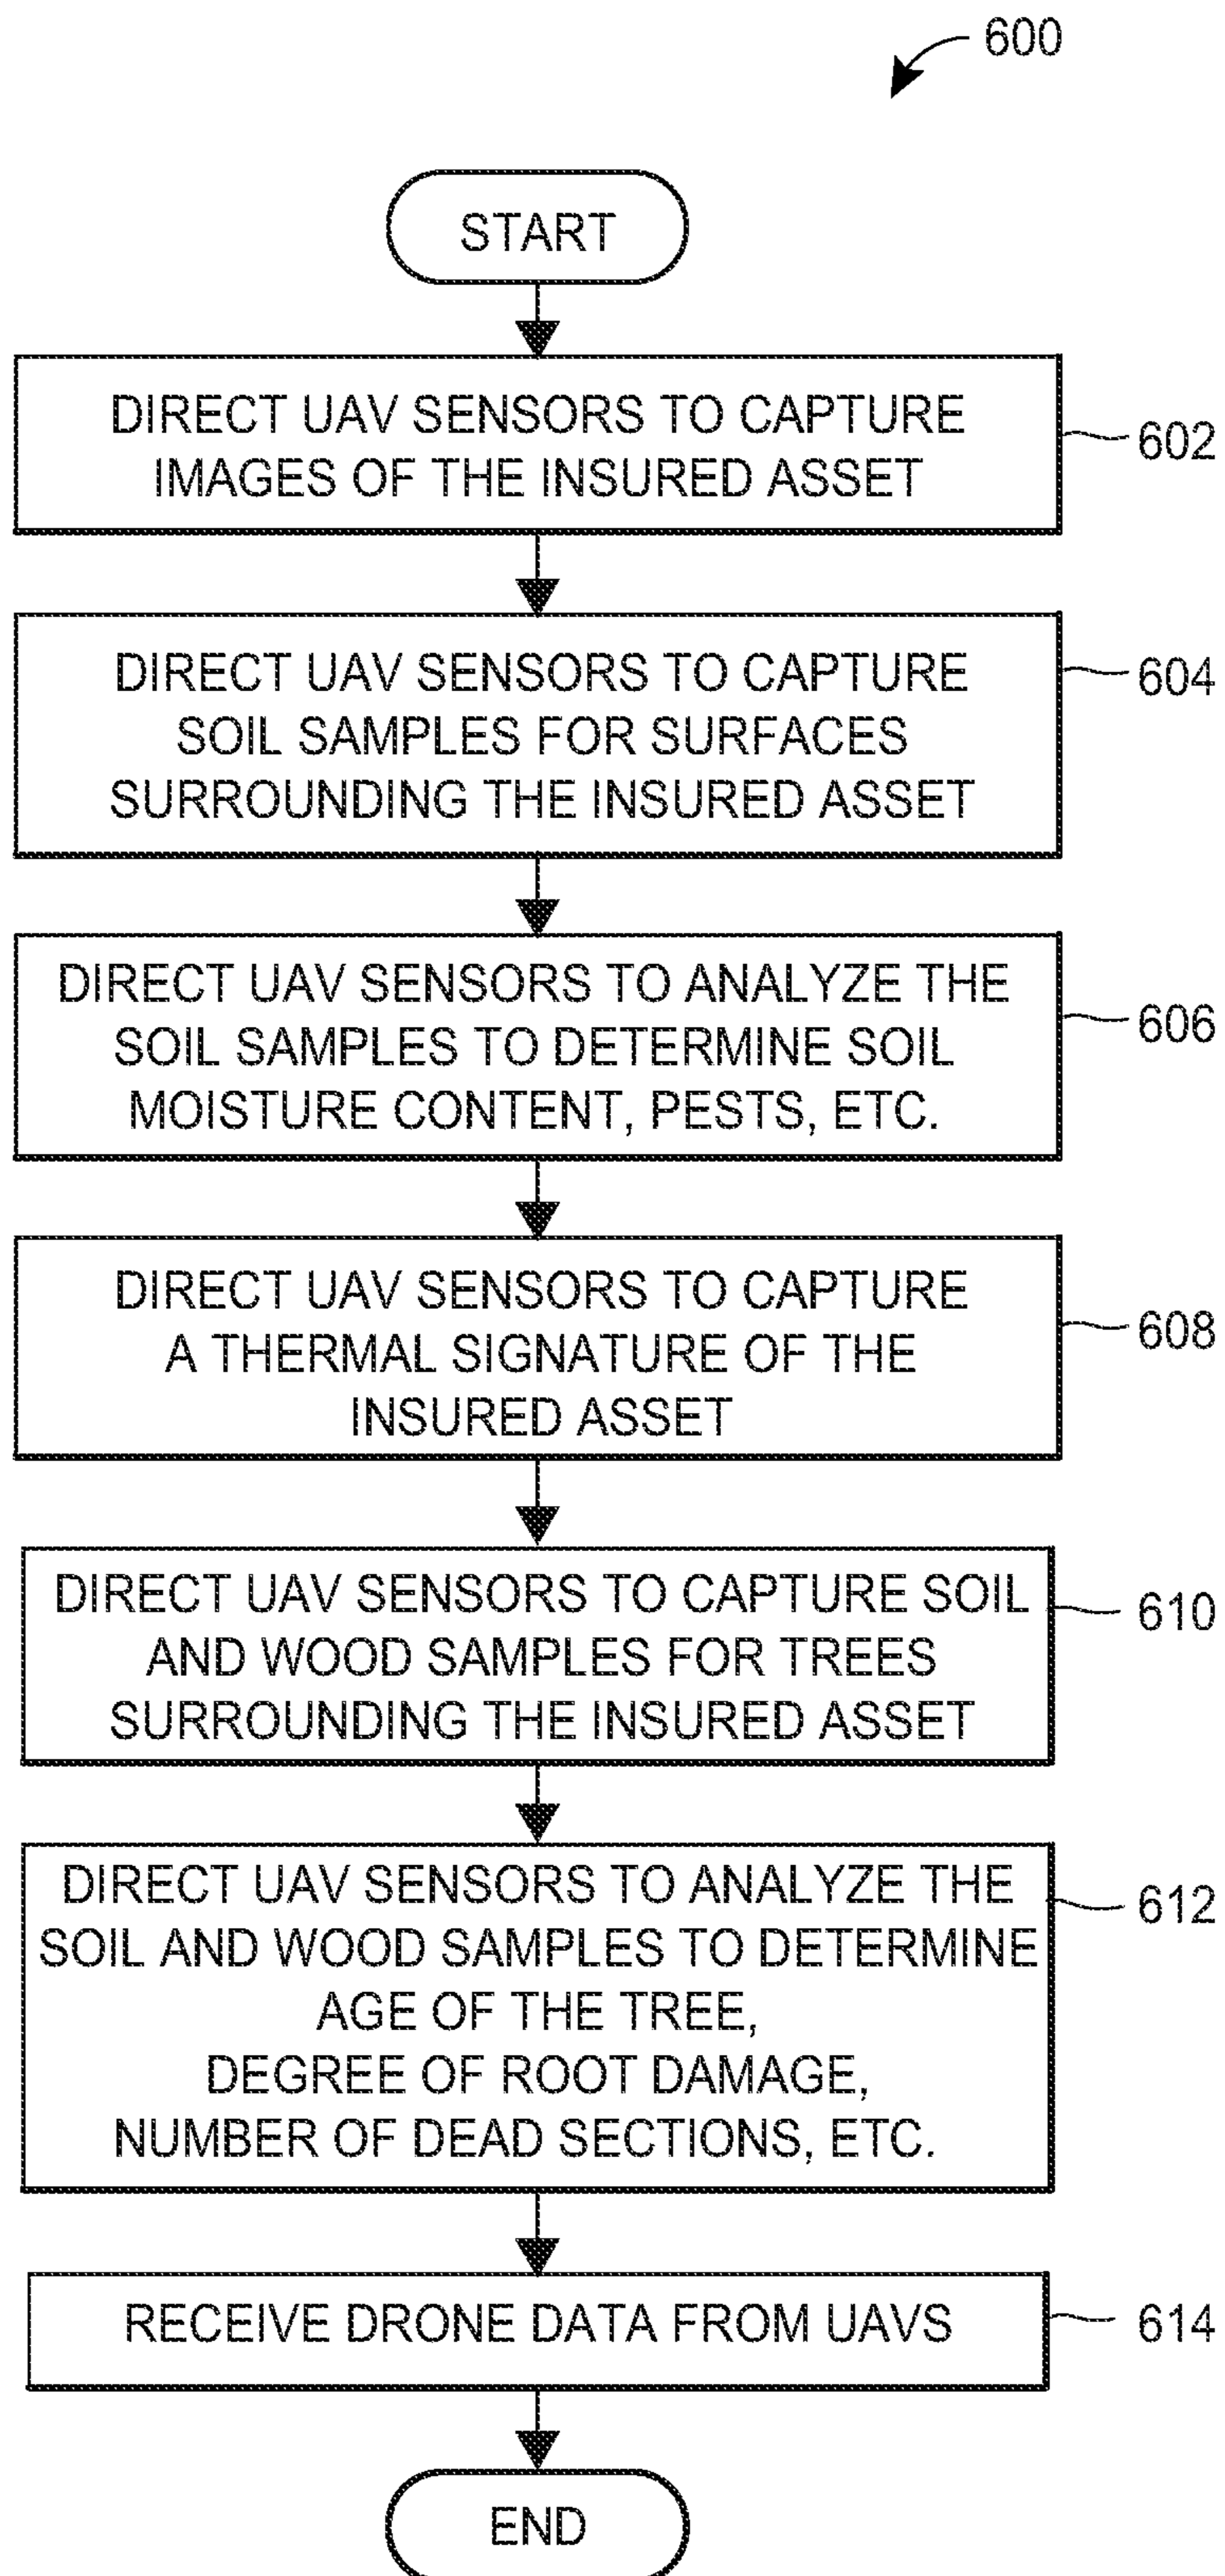 600
START
DIRECT UAV SENSORS TO CAPTURE
IMAGES OF THE INSURED ASSET
602
DIRECT UAV SENSORS TO CAPTURE
SOIL SAMPLES FOR SURFACES
SURROUNDING THE INSURED ASSET
604
DIRECT UAV SENSORS TO ANALYZE THE
SOIL SAMPLES TO DETERMINE SOIL
MOISTURE CONTENT, PESTS, ETC.
606
DIRECT UAV SENSORS TO CAPTURE
A THERMAL SIGNATURE OF THE
INSURED ASSET
608
DIRECT UAV SENSORS TO CAPTURE SOIL
AND WOOD SAMPLES FOR TREES
SURROUNDING THE INSURED ASSET
610
DIRECT UAV SENSORS TO ANALYZE THE
SOIL AND WOOD SAMPLES TO DETERMINE
AGE OF THE TREE,
DEGREE OF ROOT DAMAGE,
NUMBER OF DEAD SECTIONS, ETC.
612
RECEIVE DRONE DATA FROM UAVS
614
END